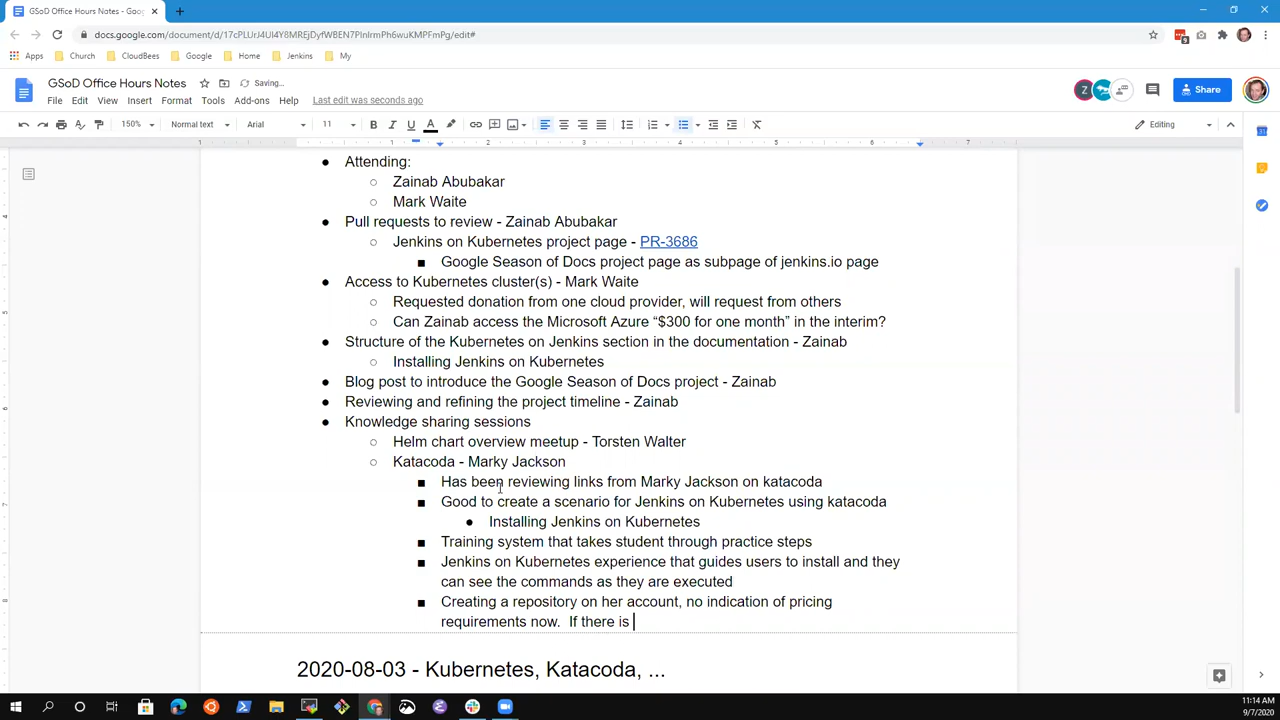 GSoD Office Hours Notes - Goog
docs.google.com/document/d/17cPLUrJ4Ul4Y8MREjDyfWBEN7PInIrmPh6wuKMPFmPg/edit#
Apps Church CloudBees Google Home Jenkins My
GSoD Office Hours Notes Saving...
Z
Share
File Edit View Insert Format Tools Add-ons Help Last edit was seconds ago
150% Normal text Arial 11 B I U A Editing
1 1 2 3 4 5 6 7
Attending:
Zainab Abubakar
Mark Waite
Pull requests to review - Zainab Abubakar
Jenkins on Kubernetes project page - PR-3686
Google Season of Docs project page as subpage of jenkins.io page
Access to Kubernetes cluster(s) - Mark Waite
Requested donation from one cloud provider, will request from others
Can Zainab access the Microsoft Azure “$300 for one month” in the interim?
Structure of the Kubernetes on Jenkins section in the documentation - Zainab
Installing Jenkins on Kubernetes
Blog post to introduce the Google Season of Docs project - Zainab
Reviewing and refining the project timeline - Zainab
Knowledge sharing sessions
Helm chart overview meetup - Torsten Walter
Katacoda - Marky Jackson
Has been reviewing links from Marky Jackson on katacoda
Good to create a scenario for Jenkins on Kubernetes using katacoda
Installing Jenkins on Kubernetes
Training system that takes student through practice steps
Jenkins on Kubernetes experience that guides users to install and they
can see the commands as they are executed
Creating a repository on her account, no indication of pricing
requirements now.  If there is
2020-08-03 - Kubernetes, Katacoda, ...
11:14 AM
9/7/2020